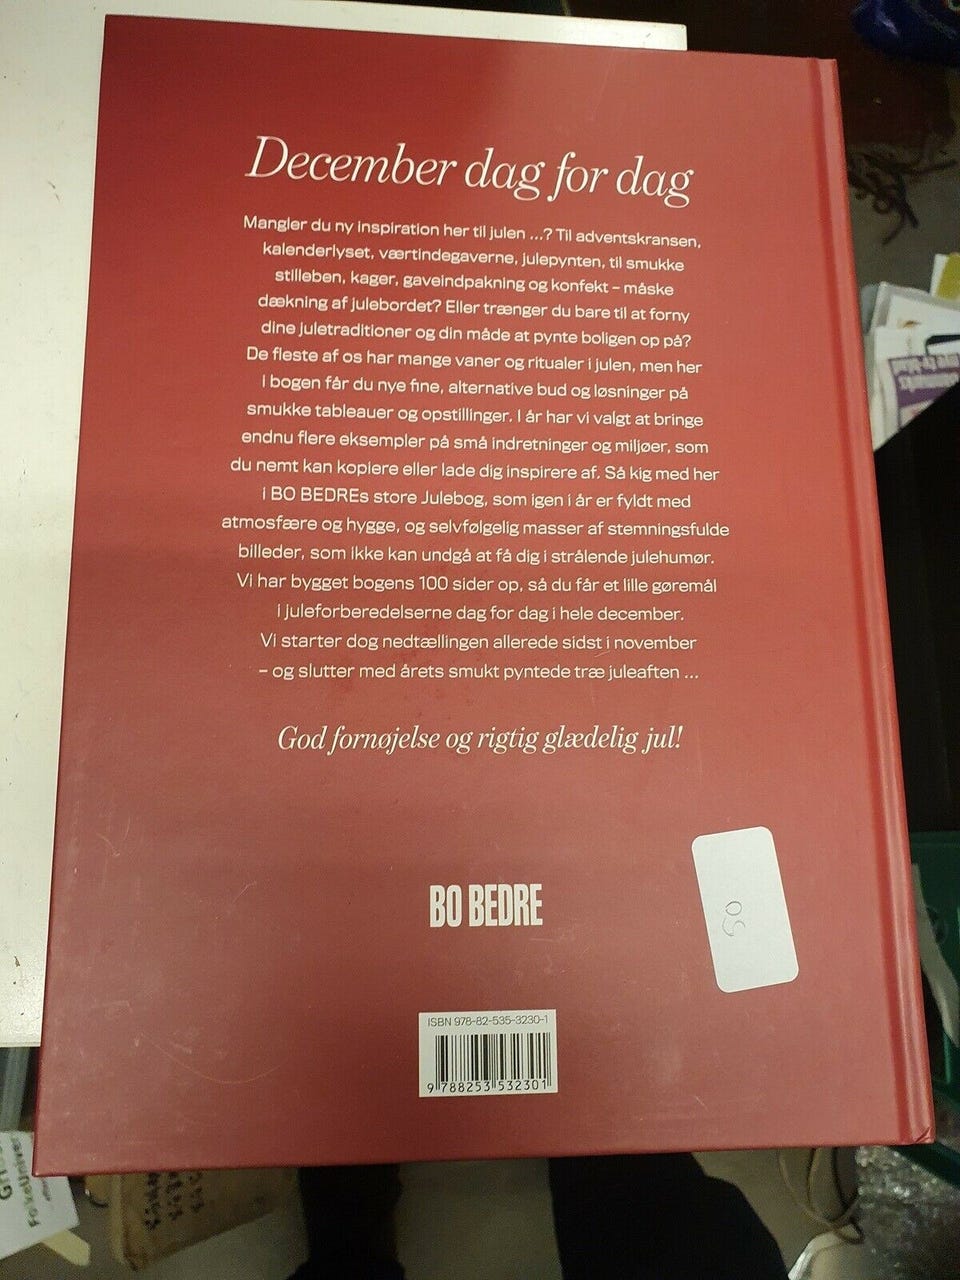 December dag for dag
Mangler du ny inspiration her til julen ...? Til adventskransen,
kalenderlyset, værtindegaverne, julepynten, til smukke
stilleben, kager, gaveindpakning og konfekt – måske
dækning af julebordet? Eller trænger du bare til at forny
dine juletraditioner og din måde at pynte boligen op på?
De fleste af os har mange vaner og ritualer i julen, men her
i bogen får du nye fine, alternative bud og løsninger på
smukke tableauer og opstillinger. I år har vi valgt at bringe
endnu flere eksempler på små indretninger og miljøer, som
du nemt kan kopiere eller lade dig inspirere af. Så kig med her
i BO BEDREs store Julebog, som igen i år er fyldt med
atmosfære og hygge, og selvfølgelig masser af stemningsfulde
billeder, som ikke kan undgå at få dig i strålende julehumør.
Vi har bygget bogens 100 sider op, så du får et lille gøremål
i juleforberedelserne dag for dag i hele december.
Vi starter dog nedtællingen allerede sidst i november
– og slutter med årets smukt pyntede træ juleaften ...
God fornøjelse og rigtig glædelig jul!
BO BEDRE
50
ISBN 978-82-535-3230-1
9 788253 532301